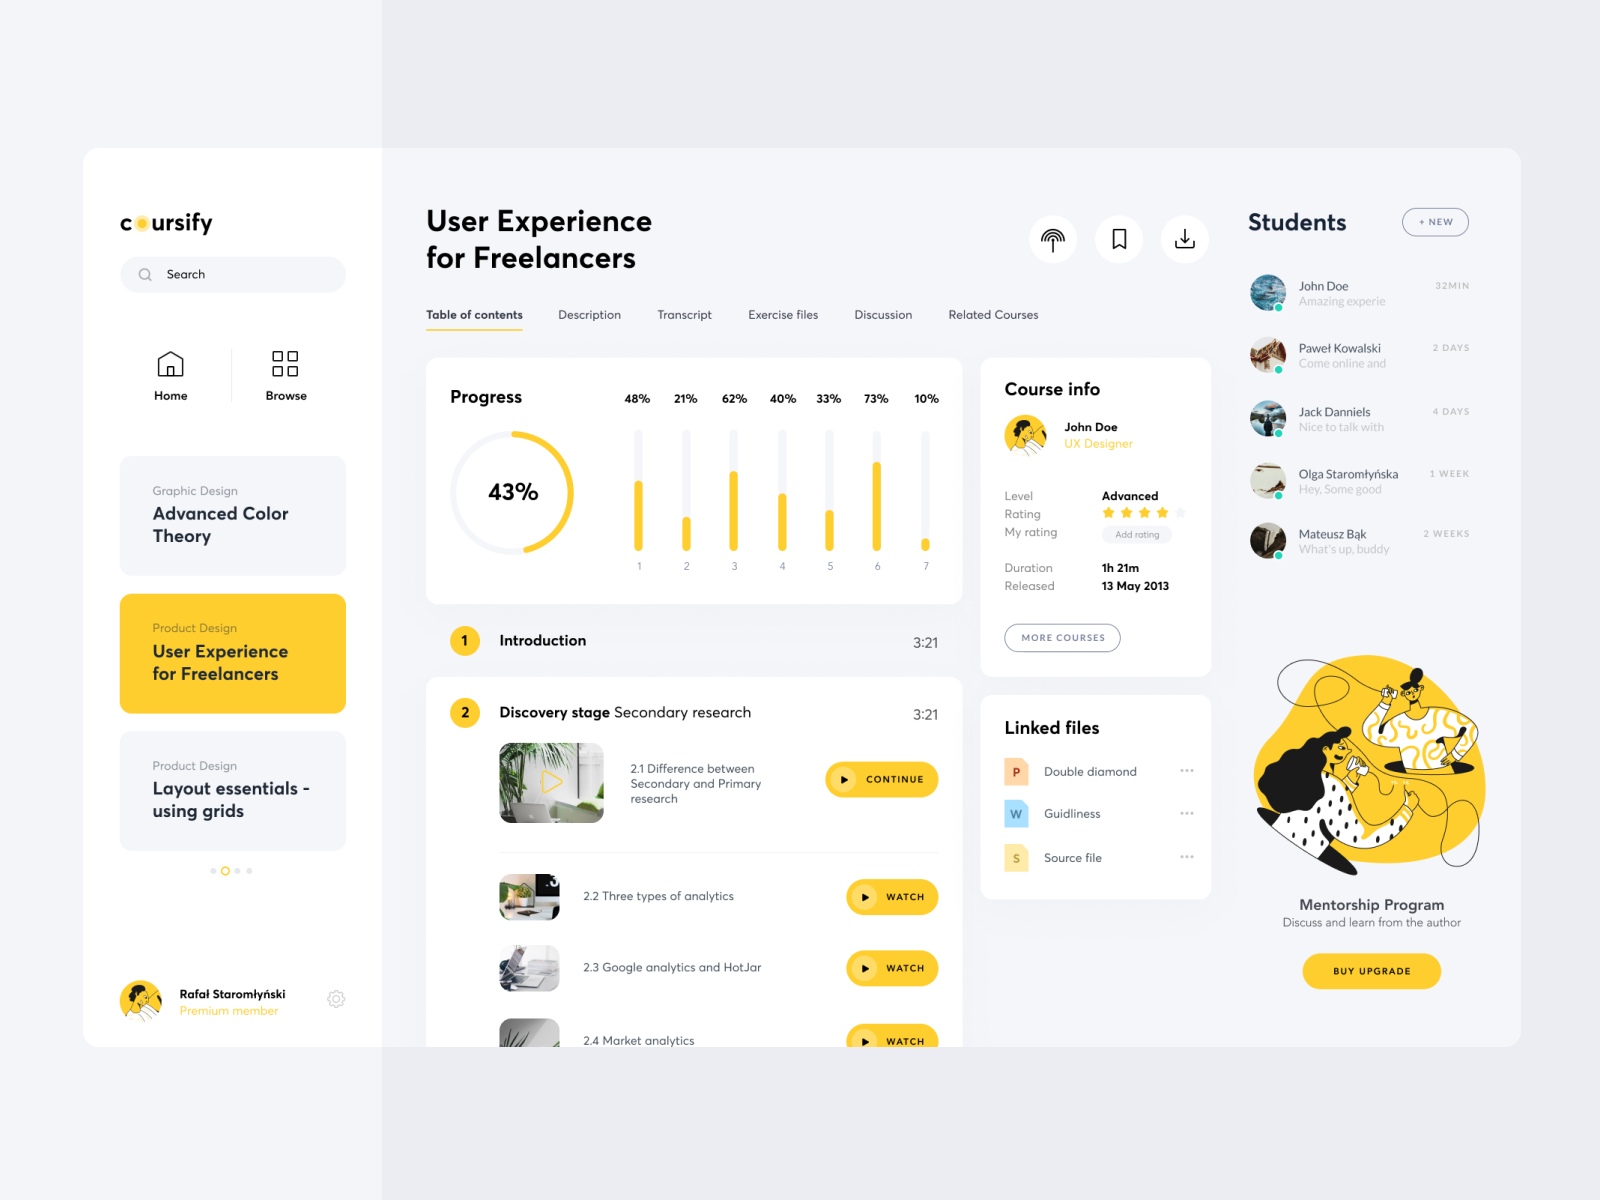 coursify
Search
Home
Browse
Graphic Design
Advanced Color
Theory
Product Design
User Experience
for Freelancers
Product Design
Layout essentials -
using grids
Rafał Staromłyński
Premium member
User Experience
for Freelancers
Table of contents
Description
Transcript
Exercise files
Discussion
Related Courses
Progress
43%
48% 21% 62% 40% 33% 73% 10%
1 2 3 4 5 6 7
1 Introduction 3:21
2 Discovery stage Secondary research 3:21
2.1 Difference between
Secondary and Primary
research
CONTINUE
2.2 Three types of analytics
WATCH
2.3 Google analytics and HotJar
WATCH
2.4 Market analytics
WATCH
Course info
John Doe
UX Designer
Level Advanced
Rating
My rating Add rating
Duration 1h 21m
Released 13 May 2013
MORE COURSES
Linked files
P Double diamond
W Guidliness
S Source file
Students
+ NEW
John Doe 32MIN
Amazing experie
Paweł Kowalski 2 DAYS
Come online and
Jack Danniels 4 DAYS
Nice to talk with
Olga Staromłyńska 1 WEEK
Hey, Some good
Mateusz Bąk 2 WEEKS
What's up, buddy
Mentorship Program
Discuss and learn from the author
BUY UPGRADE